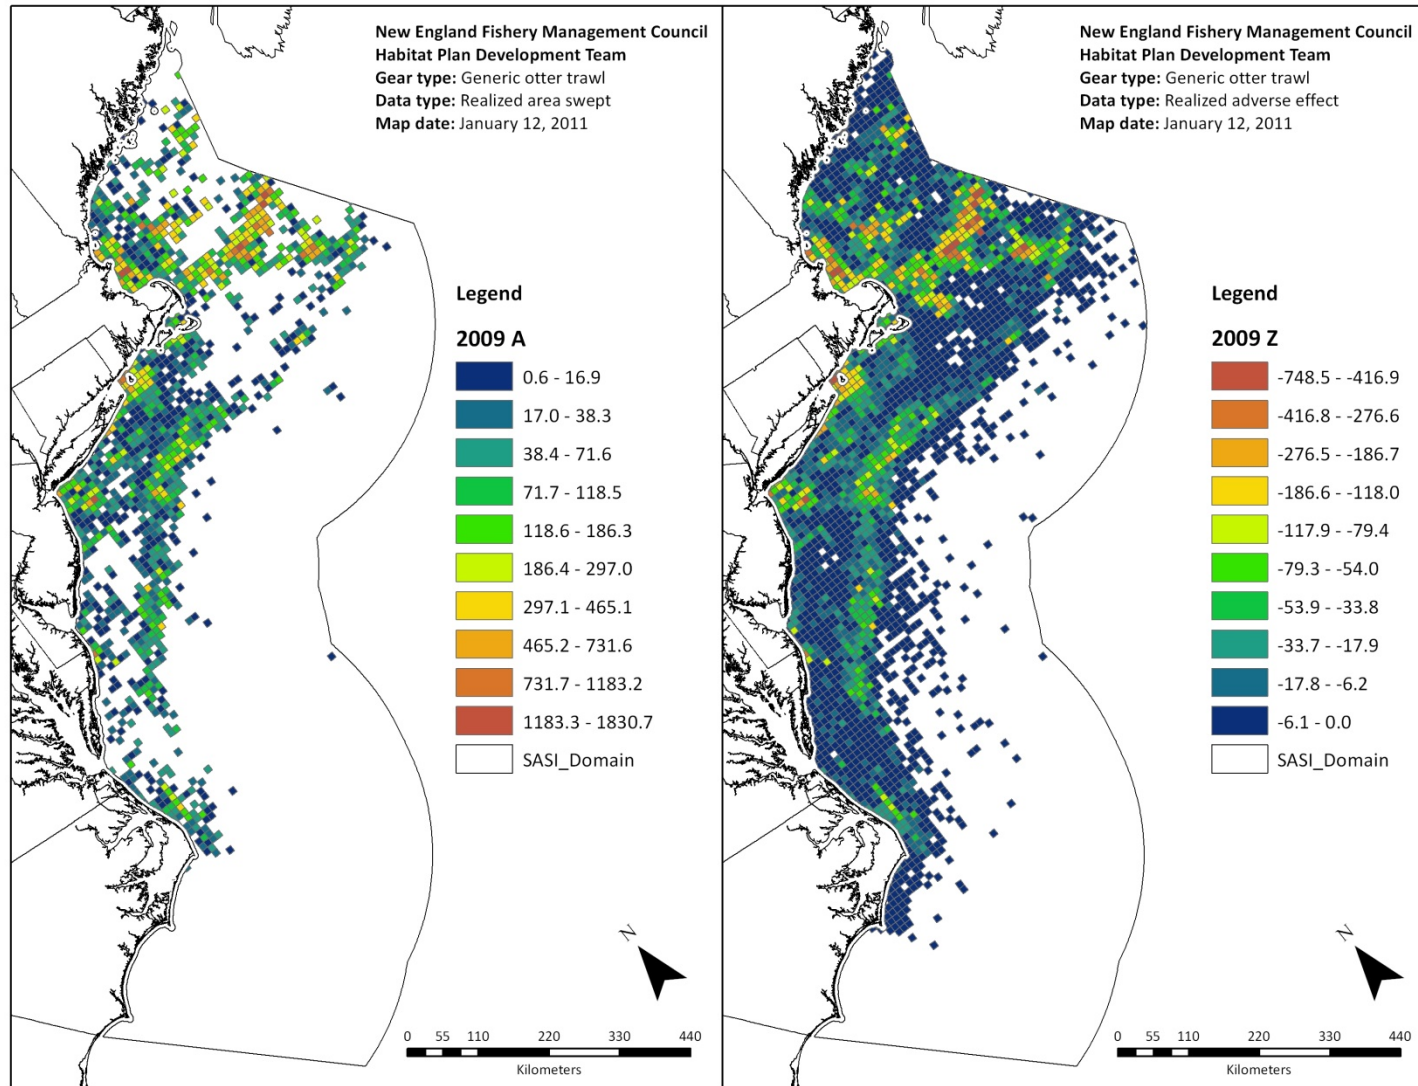 New England Fishery Management Council
Habitat Plan Development Team
Gear type: Generic otter trawl
Data type: Realized area swept
Map date: January 12, 2011
Legend
2009 A
0.6 - 16.9
17.0 - 38.3
38.4 - 71.6
71.7 - 118.5
118.6 - 186.3
186.4 - 297.0
297.1 - 465.1
465.2 - 731.6
731.7 - 1183.2
1183.3 - 1830.7
SASI_Domain
N
0 55 110 220 330 440
Kilometers
New England Fishery Management Council
Habitat Plan Development Team
Gear type: Generic otter trawl
Data type: Realized adverse effect
Map date: January 12, 2011
Legend
2009 Z
-748.5 - -416.9
-416.8 - -276.6
-276.5 - -186.7
-186.6 - -118.0
-117.9 - -79.4
-79.3 - -54.0
-53.9 - -33.8
-33.7 - -17.9
-17.8 - -6.2
-6.1 - 0.0
SASI_Domain
N
0 55 110 220 330 440
Kilometers